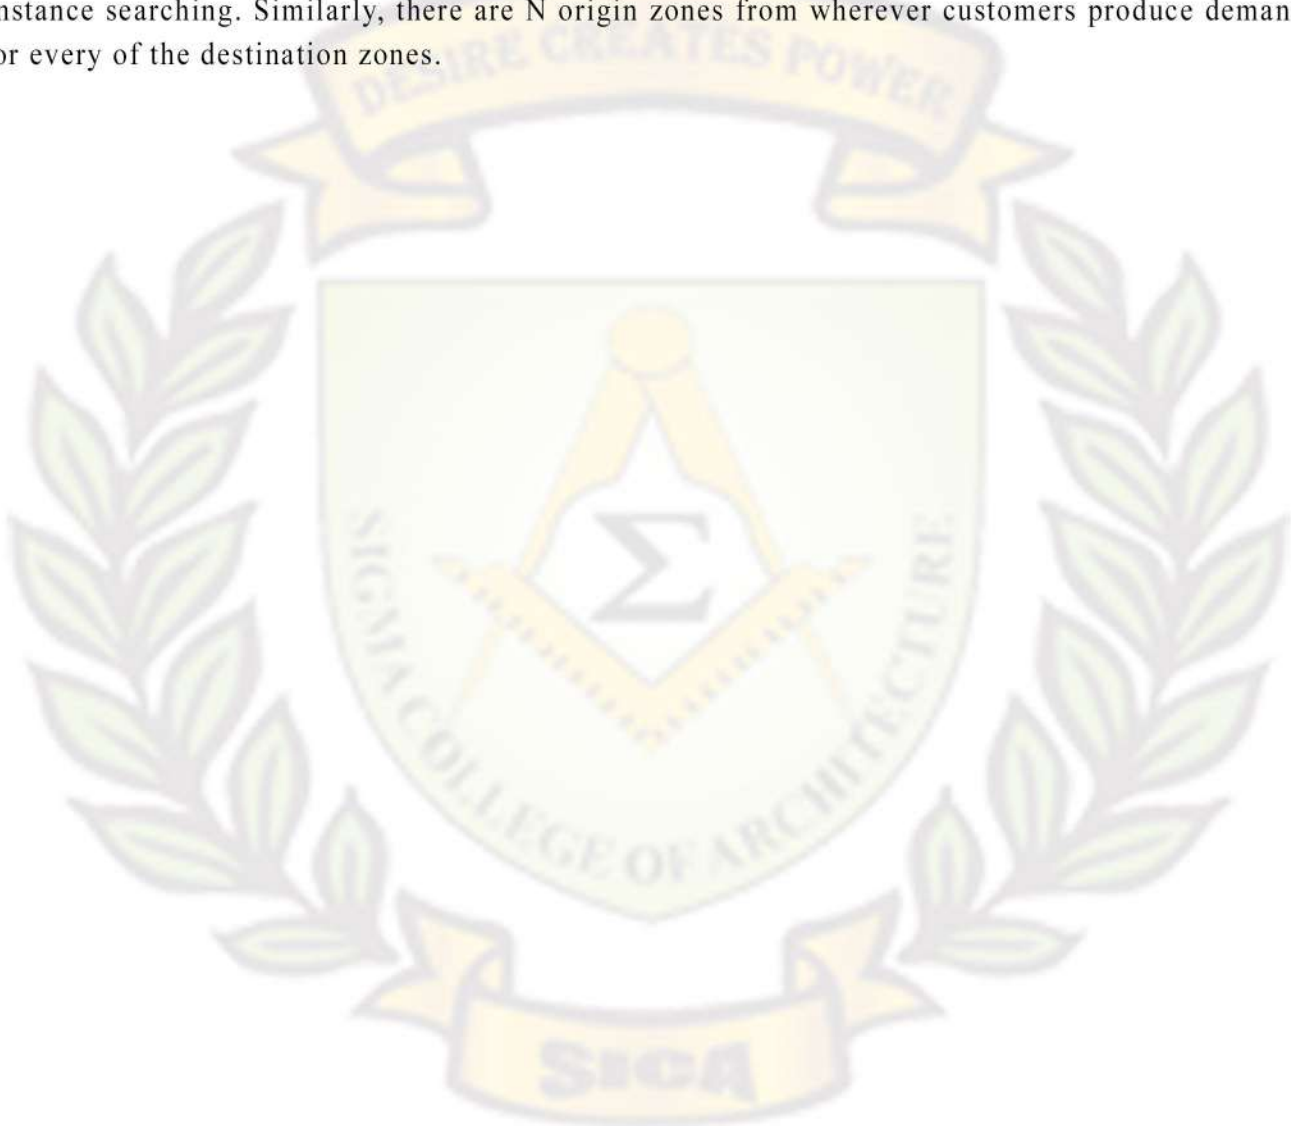 nstance searching. Similarly, there are N origin zones from wherever customers produce deman
or every of the destination zones.
DESIRE CREATES POWER
Σ
SIGMA COLLEGE OF ARCHITECTURE
SICA